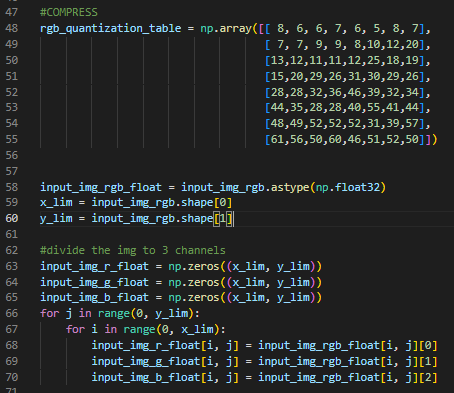 47 #COMPRESS
48 rgb_quantization_table = np.array([[ 8, 6, 6, 7, 6, 5, 8, 7],
49 [ 7, 7, 9, 9, 8,10,12,20],
50 [13,12,11,11,12,25,18,19],
51 [15,20,29,26,31,30,29,26],
52 [28,28,32,36,46,39,32,34],
53 [44,35,28,28,40,55,41,44],
54 [48,49,52,52,52,31,39,57],
55 [61,56,50,60,46,51,52,50]])
56
57
58 input_img_rgb_float = input_img_rgb.astype(np.float32)
59 x_lim = input_img_rgb.shape[0]
60 y_lim = input_img_rgb.shape[1]
61
62 #divide the img to 3 channels
63 input_img_r_float = np.zeros((x_lim, y_lim))
64 input_img_g_float = np.zeros((x_lim, y_lim))
65 input_img_b_float = np.zeros((x_lim, y_lim))
66 for j in range(0, y_lim):
67 for i in range(0, x_lim):
68 input_img_r_float[i, j] = input_img_rgb_float[i, j][0]
69 input_img_g_float[i, j] = input_img_rgb_float[i, j][1]
70 input_img_b_float[i, j] = input_img_rgb_float[i, j][2]